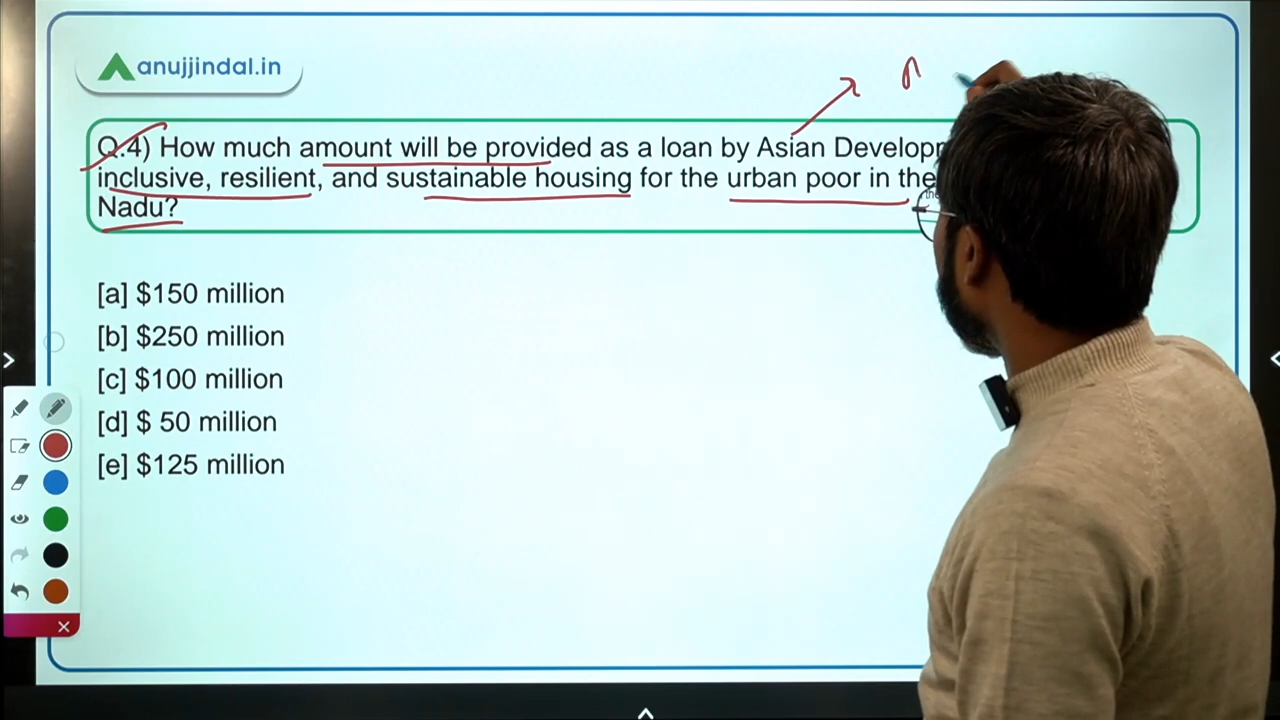 anujjindal.in
Q.4) How much amount will be provided as a loan by Asian
inclusive, resilient, and sustainable housing for the urban poor in the
Nadu?
[a] $150 million
[b] $250 million
[c] $100 million
[d] $ 50 million
[e] $125 million